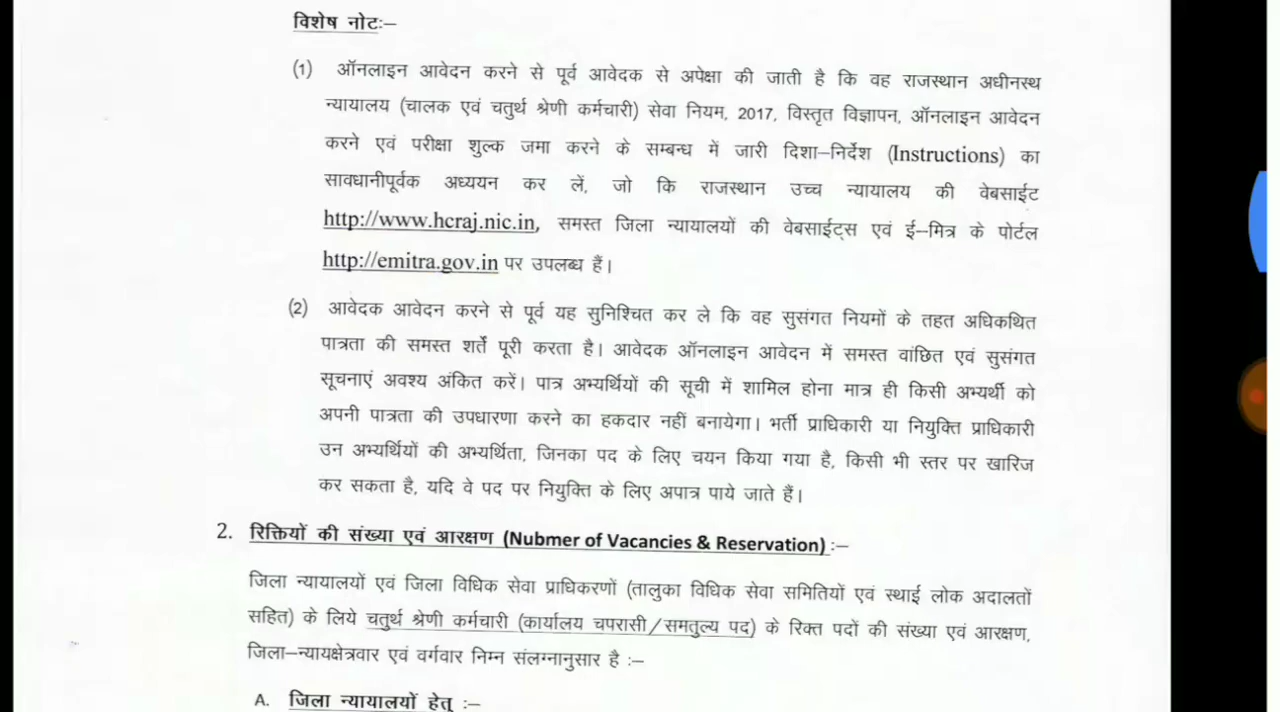 विशेष नोटः–
(1) ऑनलाइन आवेदन करने से पूर्व आवेदक से अपेक्षा की जाती है कि वह राजस्थान अधीनस्थ
न्यायालय (चालक एवं चतुर्थ श्रेणी कर्मचारी) सेवा नियम, 2017, विस्तृत विज्ञापन, ऑनलाइन आवेदन
करने एवं परीक्षा शुल्क जमा करने के सम्बन्ध में जारी दिशा–निर्देश (Instructions) का
सावधानीपूर्वक अध्ययन कर लें, जो कि राजस्थान उच्च न्यायालय की वेबसाईट
http://www.hcraj.nic.in, समस्त जिला न्यायालयों की वेबसाईट्स एवं ई–मित्र के पोर्टल
http://emitra.gov.in पर उपलब्ध हैं।
(2) आवेदक आवेदन करने से पूर्व यह सुनिश्चित कर ले कि वह सुसंगत नियमों के तहत अधिकथित
पात्रता की समस्त शर्ते पूरी करता है। आवेदक ऑनलाइन आवेदन में समस्त वांछित एवं सुसंगत
सूचनाएं अवश्य अंकित करें। पात्र अभ्यर्थियों की सूची में शामिल होना मात्र ही किसी अभ्यर्थी को
अपनी पात्रता की उपधारणा करने का हकदार नहीं बनायेगा। भर्ती प्राधिकारी या नियुक्ति प्राधिकारी
उन अभ्यर्थियों की अभ्यर्थिता, जिनका पद के लिए चयन किया गया है, किसी भी स्तर पर खारिज
कर सकता है, यदि वे पद पर नियुक्ति के लिए अपात्र पाये जाते हैं।
2. रिक्तियों की संख्या एवं आरक्षण (Nubmer of Vacancies & Reservation) :–
जिला न्यायालयों एवं जिला विधिक सेवा प्राधिकरणों (तालुका विधिक सेवा समितियों एवं स्थाई लोक अदालतों
सहित) के लिये चतुर्थ श्रेणी कर्मचारी (कार्यालय चपरासी/समतुल्य पद) के रिक्त पदों की संख्या एवं आरक्षण,
जिला–न्यायक्षेत्रवार एवं वर्गवार निम्न संलग्नानुसार है :–
A. जिला न्यायालयों हेतु :–